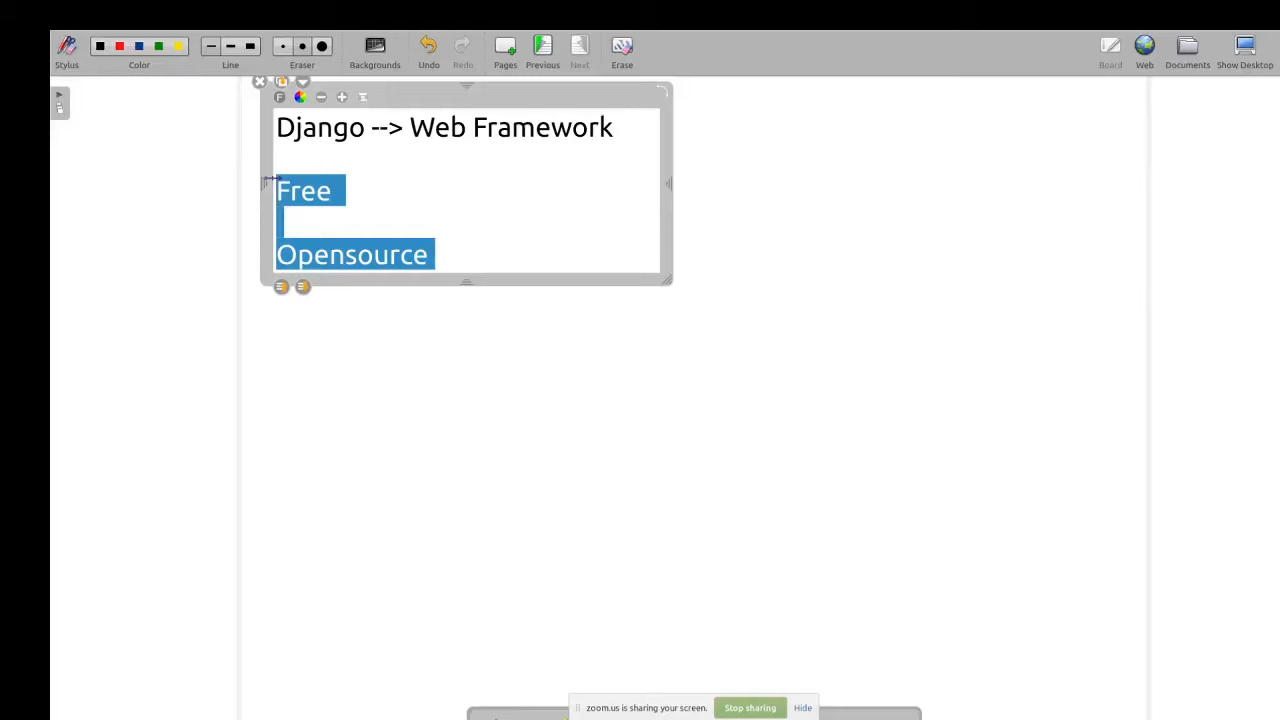 Stylus
Color
Line
Eraser
Backgrounds
Undo
Redo
Pages
Previous
Next
Erase
Board
Web
Documents
Show Desktop
F
Django --> Web Framework
Free
Opensource
zoom.us is sharing your screen.
Stop sharing
Hide